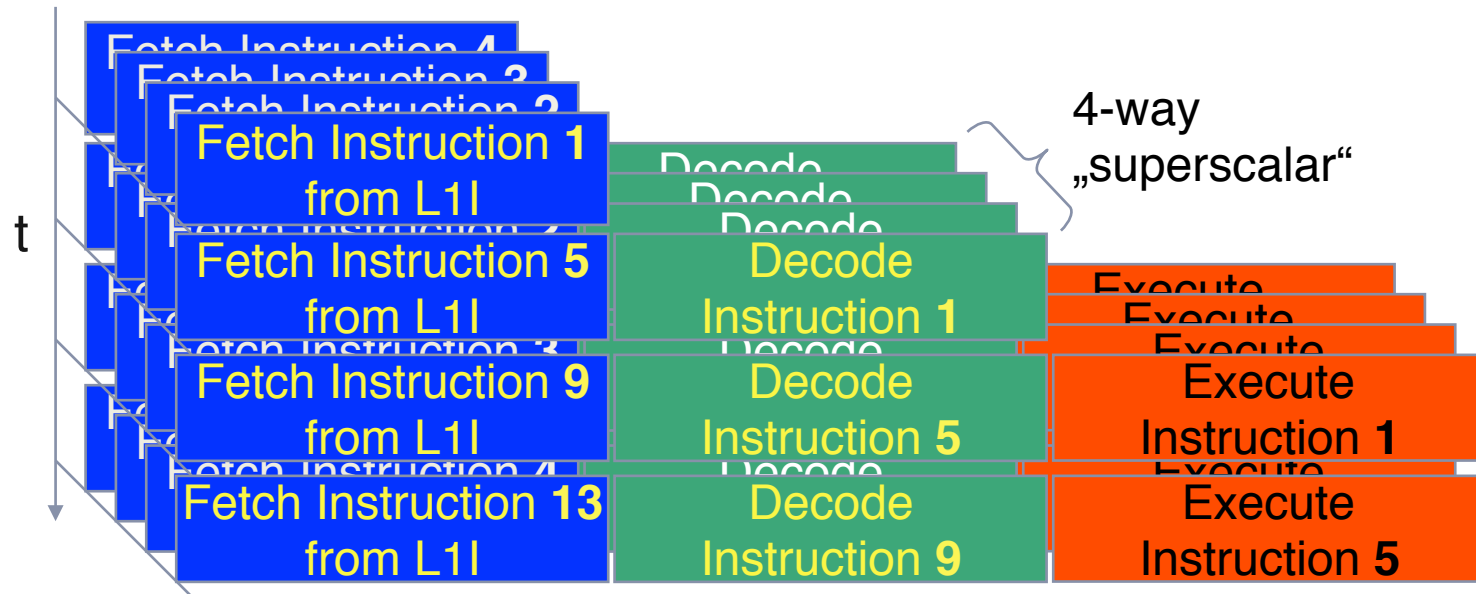 Fetch Instruction 4
Fetch Instruction 3
Fetch Instruction 2
Fetch Instruction 1
from L1I
Decode
Decode
Decode
4-way
„superscalar“
t
Fetch Instruction 5
from L1I
Decode
Instruction 1
Execute
Execute
Execute
Fetch Instruction 9
from L1I
Decode
Instruction 5
Execute
Instruction 1
Fetch Instruction 13
from L1I
Decode
Instruction 9
Execute
Instruction 5